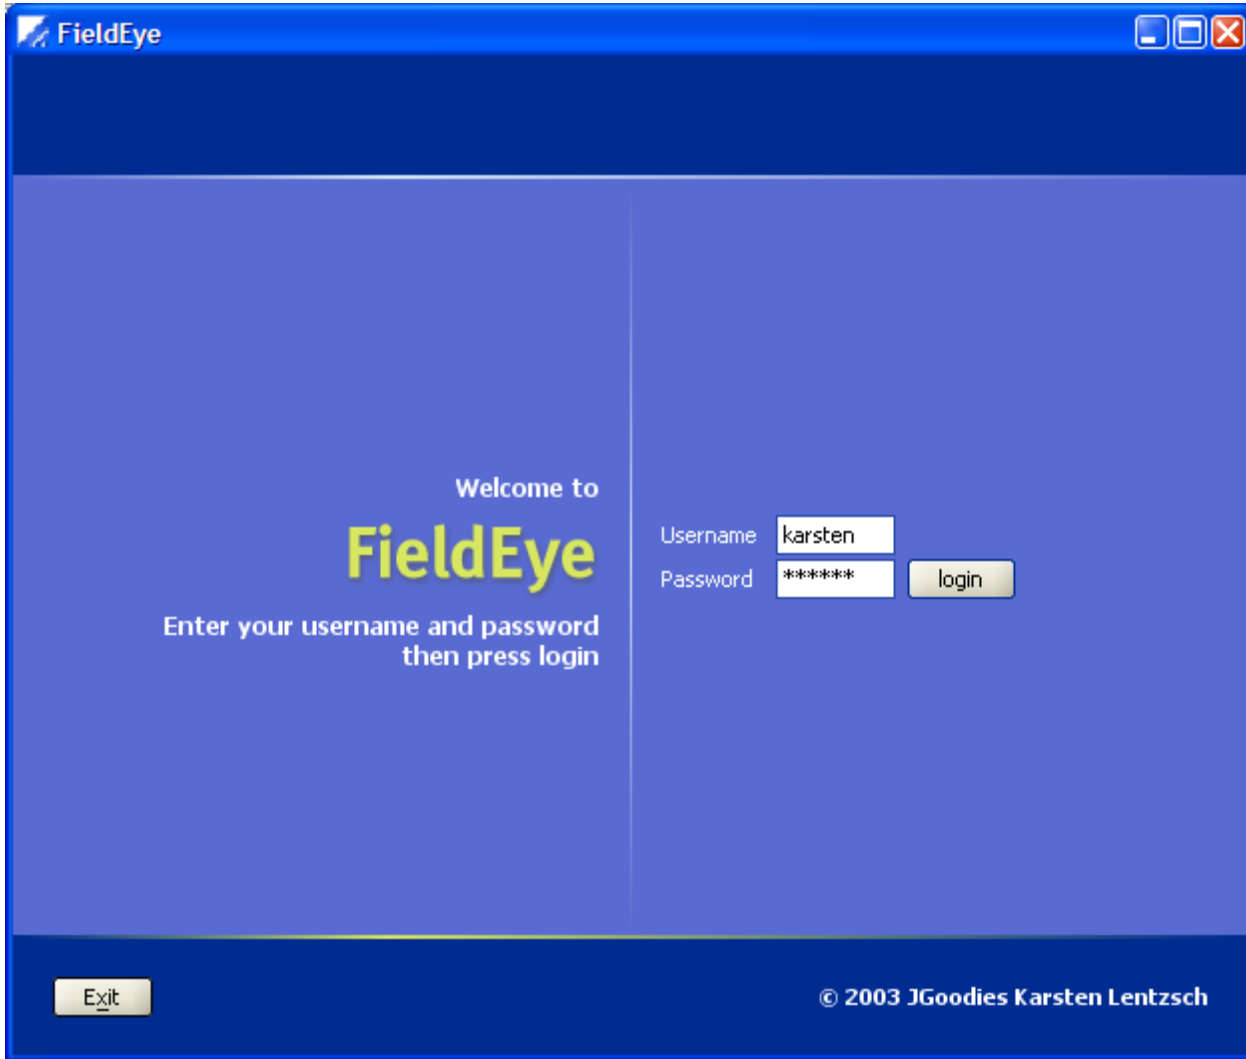 FieldEye
Welcome to
FieldEye
Enter your username and password
then press login
Username karsten
Password ****** login
Exit
© 2003 JGoodies Karsten Lentzsch